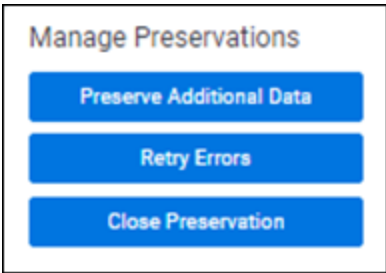 Manage Preservations
Preserve Additional Data
Retry Errors
Close Preservation